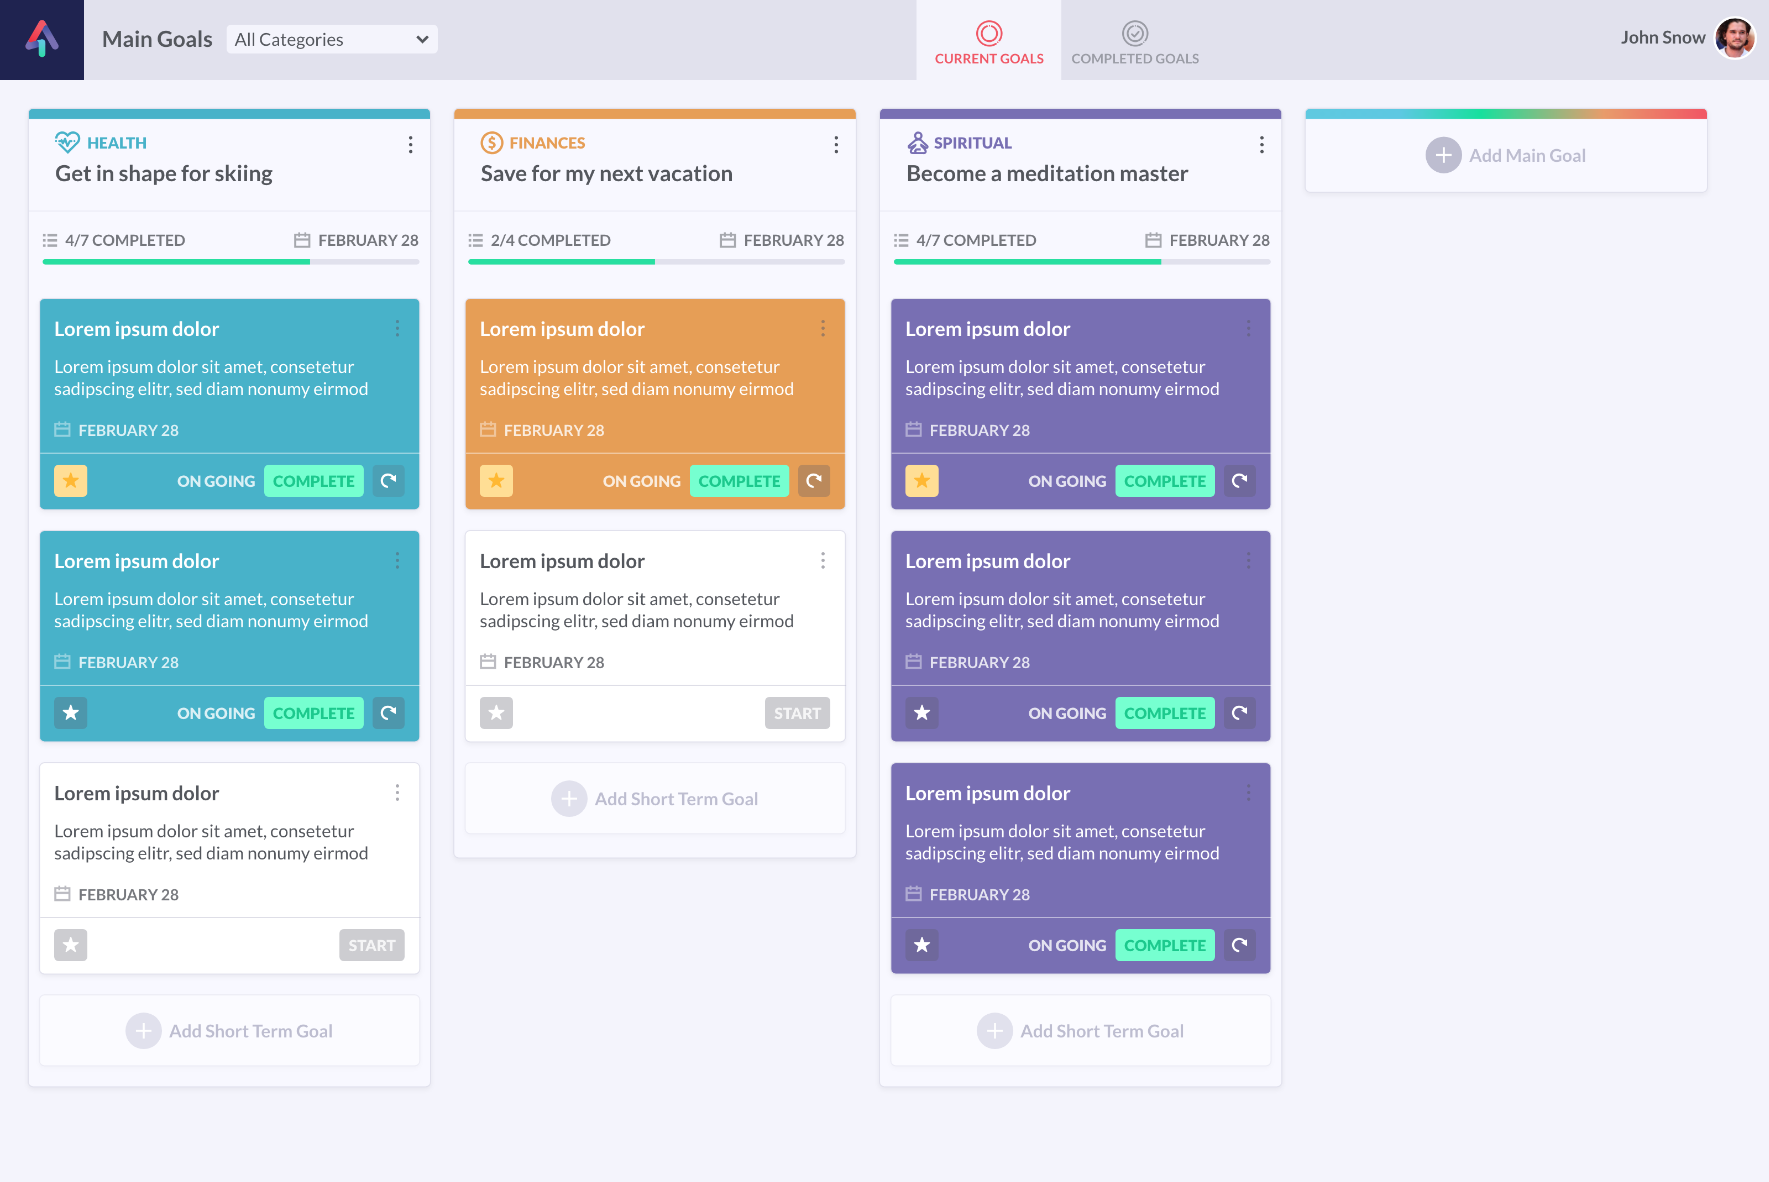 Main Goals
All Categories
CURRENT GOALS
COMPLETED GOALS
John Snow
HEALTH
Get in shape for skiing
4/7 COMPLETED
FEBRUARY 28
Lorem ipsum dolor
Lorem ipsum dolor sit amet, consetetur
sadipscing elitr, sed diam nonumy eirmod
FEBRUARY 28
ON GOING
COMPLETE
Lorem ipsum dolor
Lorem ipsum dolor sit amet, consetetur
sadipscing elitr, sed diam nonumy eirmod
FEBRUARY 28
ON GOING
COMPLETE
Lorem ipsum dolor
Lorem ipsum dolor sit amet, consetetur
sadipscing elitr, sed diam nonumy eirmod
FEBRUARY 28
START
Add Short Term Goal
FINANCES
Save for my next vacation
2/4 COMPLETED
FEBRUARY 28
Lorem ipsum dolor
Lorem ipsum dolor sit amet, consetetur
sadipscing elitr, sed diam nonumy eirmod
FEBRUARY 28
ON GOING
COMPLETE
Lorem ipsum dolor
Lorem ipsum dolor sit amet, consetetur
sadipscing elitr, sed diam nonumy eirmod
FEBRUARY 28
START
Add Short Term Goal
SPIRITUAL
Become a meditation master
4/7 COMPLETED
FEBRUARY 28
Lorem ipsum dolor
Lorem ipsum dolor sit amet, consetetur
sadipscing elitr, sed diam nonumy eirmod
FEBRUARY 28
ON GOING
COMPLETE
Lorem ipsum dolor
Lorem ipsum dolor sit amet, consetetur
sadipscing elitr, sed diam nonumy eirmod
FEBRUARY 28
ON GOING
COMPLETE
Lorem ipsum dolor
Lorem ipsum dolor sit amet, consetetur
sadipscing elitr, sed diam nonumy eirmod
FEBRUARY 28
ON GOING
COMPLETE
Add Short Term Goal
Add Main Goal